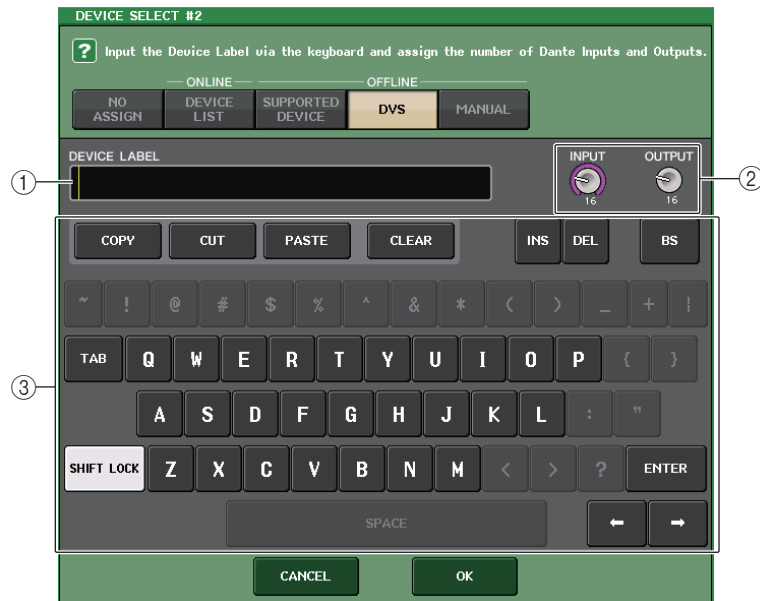 DEVICE SELECT #2
? Input the Device Label via the keyboard and assign the number of Dante Inputs and Outputs.
ONLINE OFFLINE
NO ASSIGN DEVICE LIST SUPPORTED DEVICE DVS MANUAL
DEVICE LABEL INPUT OUTPUT
① 16 16 ②
COPY CUT PASTE CLEAR INS DEL BS
~ ! @ # $ % ^ & * ( ) _ + ¦
TAB Q W E R T Y U I O P { }
③ A S D F G H J K L : "
SHIFT LOCK Z X C V B N M < > ? ENTER
SPACE ← →
CANCEL OK